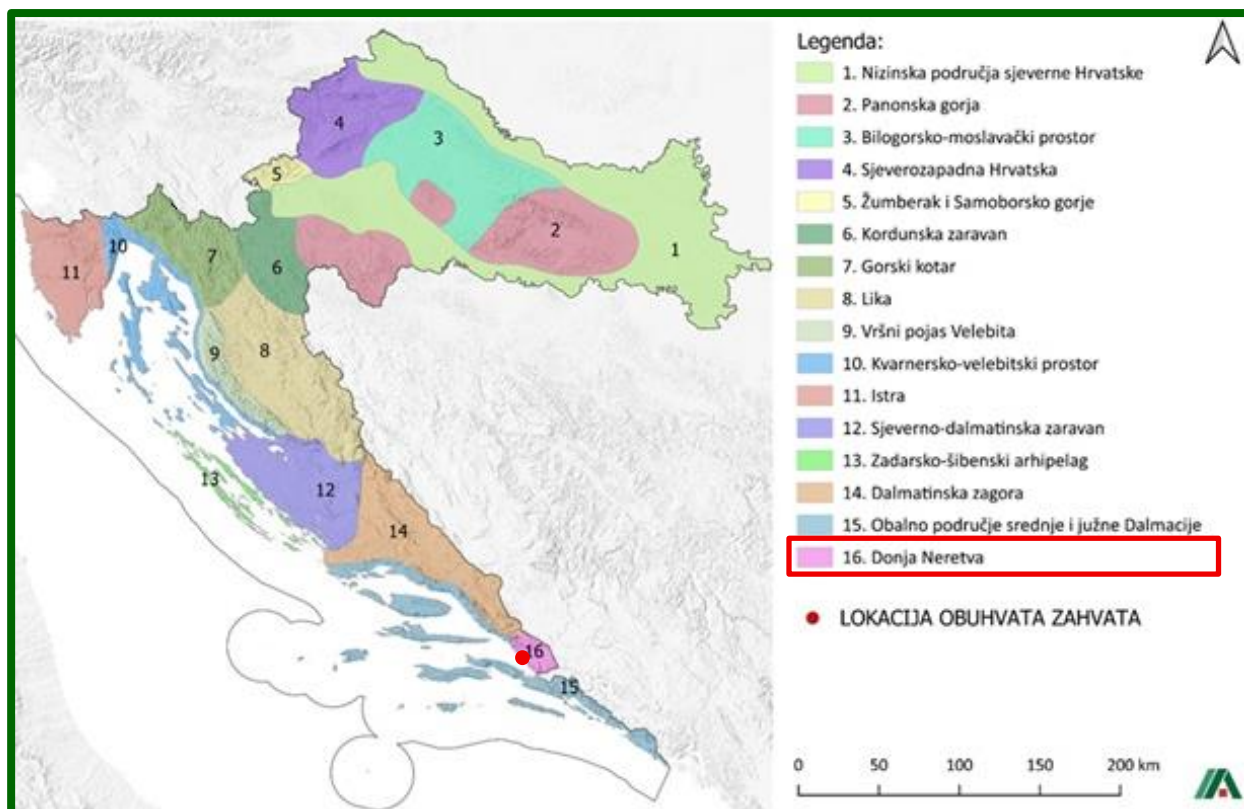 Legenda:
1. Nizinska područja sjeverne Hrvatske
2. Panonska gorja
3. Bilogorsko-moslavački prostor
4. Sjeverozapadna Hrvatska
5. Žumberak i Samoborsko gorje
6. Kordunska zaravan
7. Gorski kotar
8. Lika
9. Vršni pojas Velebita
10. Kvarnersko-velebitski prostor
11. Istra
12. Sjeverno-dalmatinska zaravan
13. Zadarsko-šibenski arhipelag
14. Dalmatinska zagora
15. Obalno područje srednje i južne Dalmacije
16. Donja Neretva
LOKACIJA OBUHVATA ZAHVATA
0 50 100 150 200 km
4
3
5
2
1
10
7
6
11
9
8
13
12
14
16
15